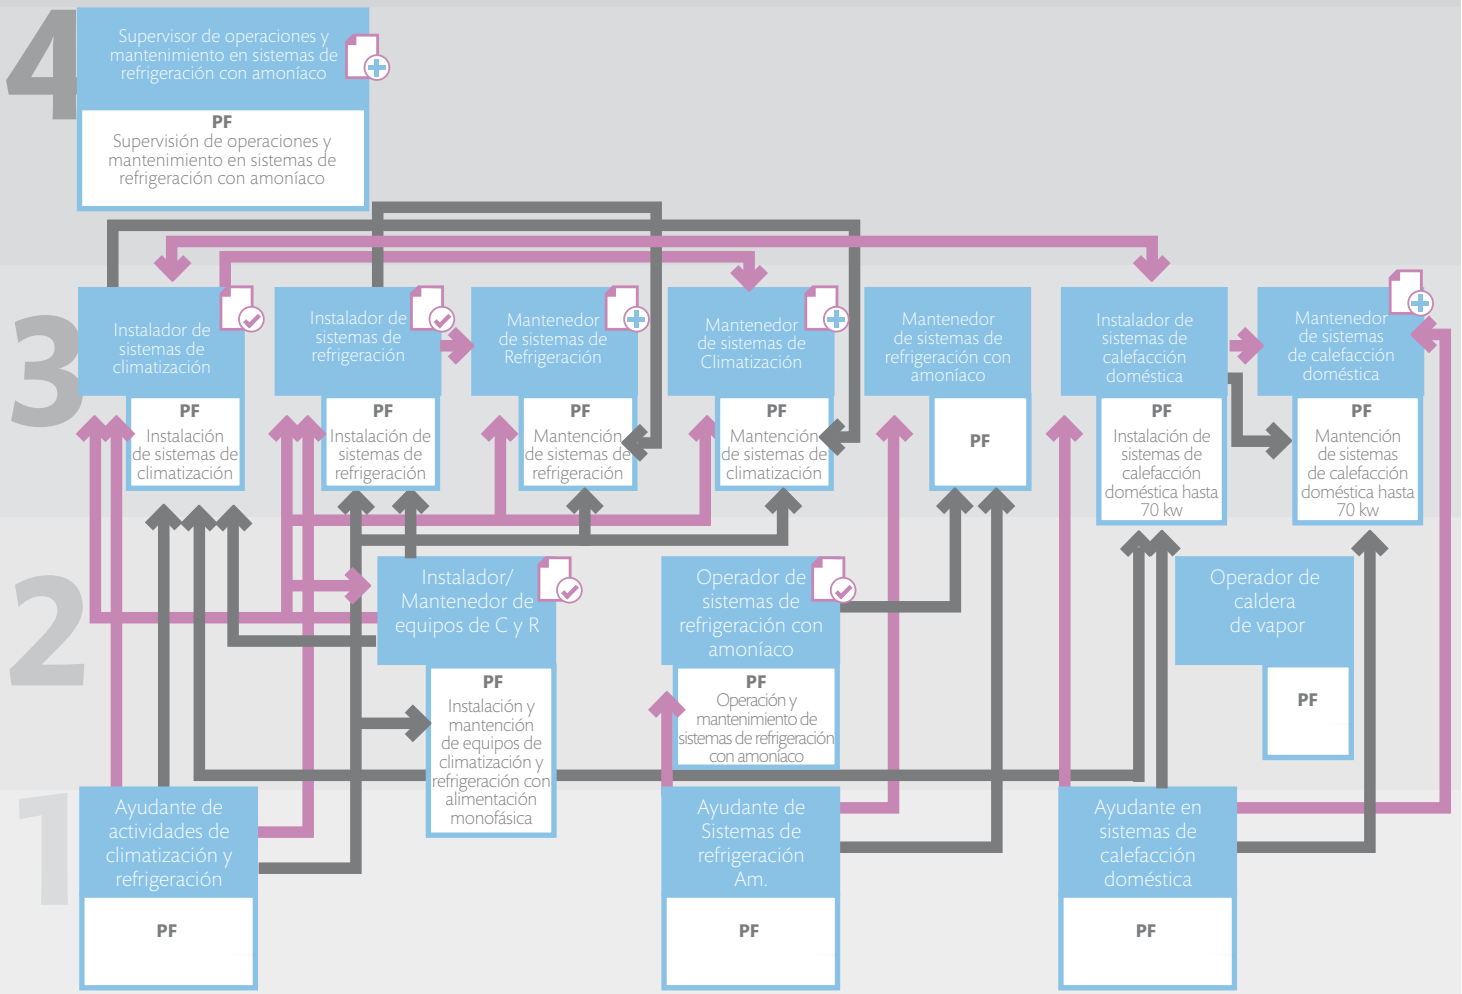 4
Supervisor de operaciones y
mantenimiento en sistemas de
refrigeración con amoníaco
PF
Supervisión de operaciones y
mantenimiento en sistemas de
refrigeración con amoníaco
3
Instalador de
sistemas de
climatización
PF
Instalación
de sistemas de
climatización
Instalador de
sistemas de
refrigeración
PF
Instalación de
sistemas de
refrigeración
Mantenedor
de sistemas de
Refrigeración
PF
Mantención
de sistemas de
refrigeración
Mantenedor
de sistemas de
Climatización
PF
Mantención
de sistemas de
climatización
Mantenedor
de sistemas de
refrigeración con
amoníaco
PF
Instalador de
sistemas de
calefacción
doméstica
PF
Instalación de
sistemas de
calefacción
doméstica hasta
70 kw
Mantenedor
de sistemas
de calefacción
doméstica
PF
Mantención
de sistemas
de calefacción
doméstica hasta
70 kw
2
Instalador/
Mantenedor de
equipos de C y R
PF
Instalación y
mantención
de equipos de
climatización y
refrigeración con
alimentación
monofásica
Operador de
sistemas de
refrigeración con
amoníaco
PF
Operación y
mantenimiento de
sistemas de refrigeración
con amoníaco
Operador de
caldera
de vapor
PF
1
Ayudante de
actividades de
climatización y
refrigeración
PF
Ayudante de
Sistemas de
refrigeración
Am.
PF
Ayudante en
sistemas de
calefacción
doméstica
PF